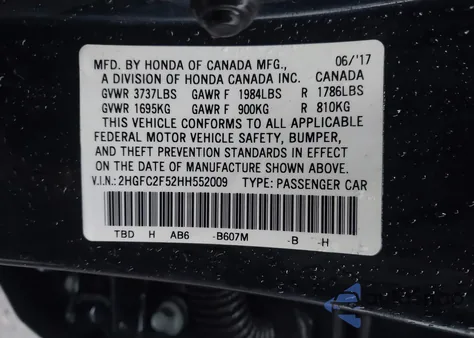 MFD. BY HONDA OF CANADA MFG., 06/'17
A DIVISION OF HONDA CANADA INC. CANADA
GVWR 3737LBS GAWR F 1984LBS R 1786LBS
GVWR 1695KG GAWR F 900KG R 810KG
THIS VEHICLE CONFORMS TO ALL APPLICABLE
FEDERAL MOTOR VEHICLE SAFETY, BUMPER,
AND THEFT PREVENTION STANDARDS IN EFFECT
ON THE DATE OF MANUFACTURE SHOWN ABOVE.
V.I.N.: 2HGFC2F52HH552009 TYPE: PASSENGER CAR
TBD H AB6 -B607M -B -H